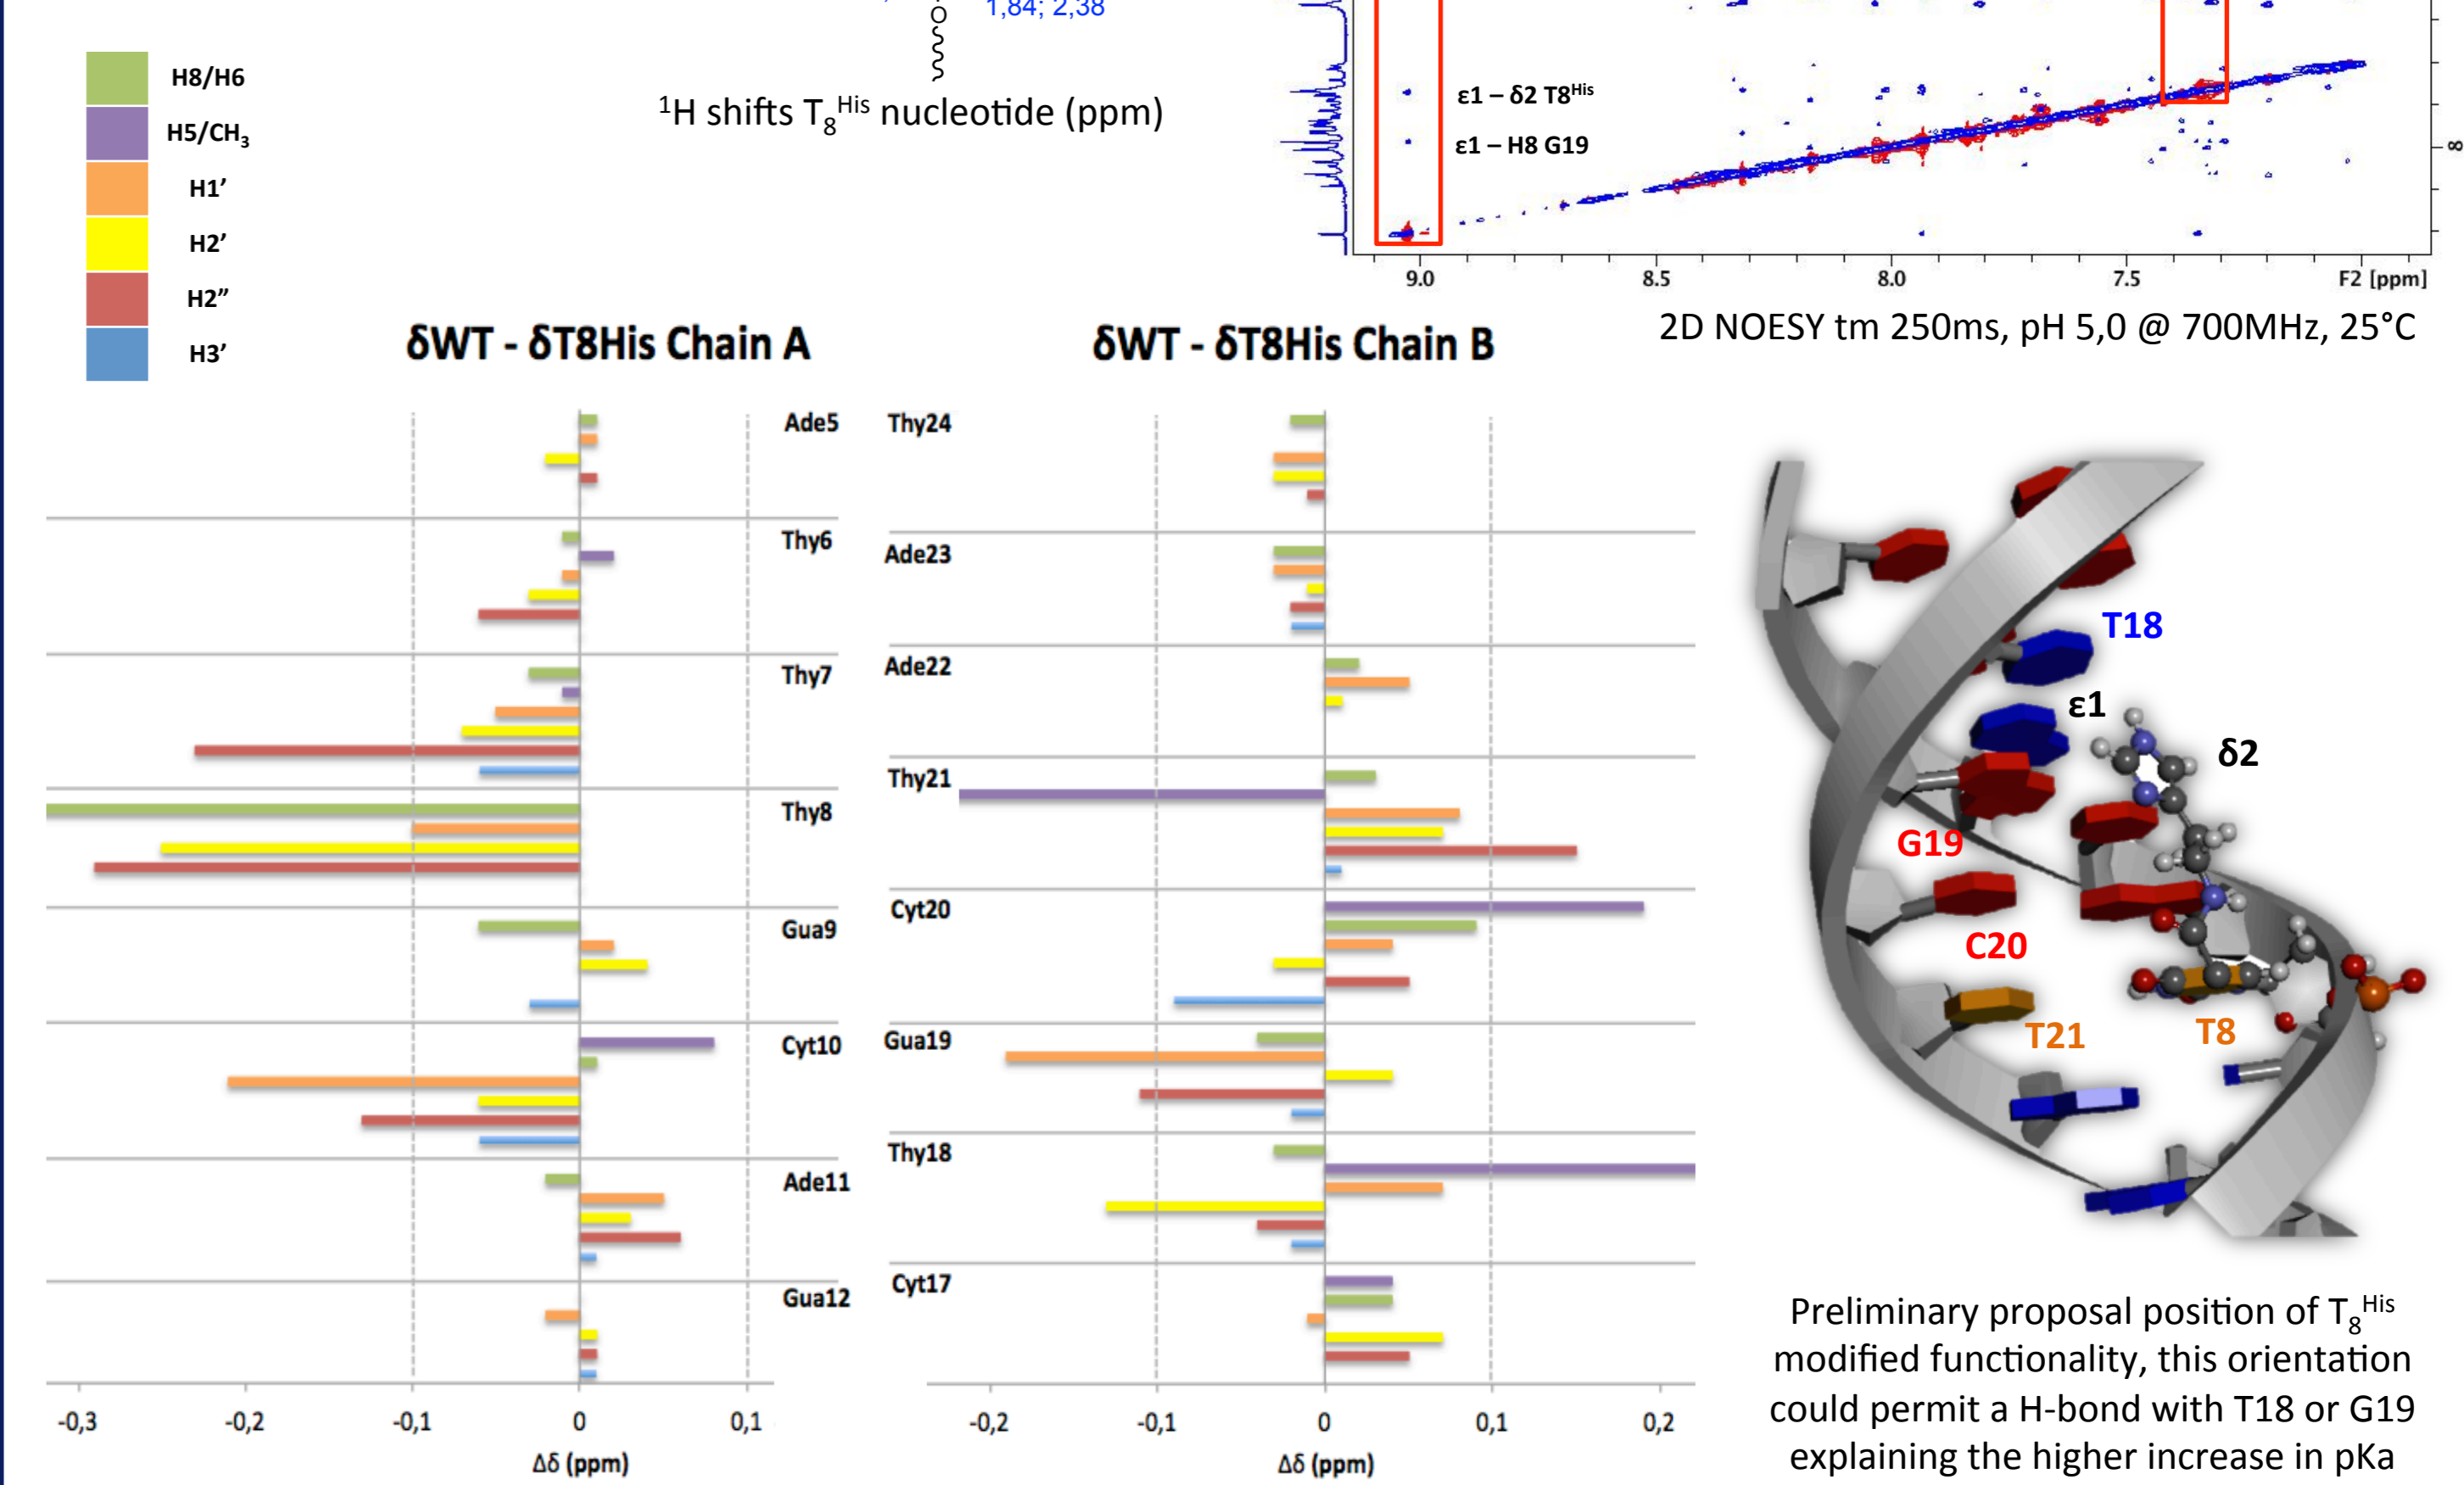 O
1,84; 2,38
¹H shifts T₈ᴴⁱˢ nucleotide (ppm)
H8/H6
H5/CH₃
H1’
H2’
H2”
H3’
ε1 – δ2 T8ᴴⁱˢ
ε1 – H8 G19
8
9.0 8.5 8.0 7.5 F2 [ppm]
2D NOESY tm 250ms, pH 5,0 @ 700MHz, 25°C
δWT - δT8His Chain A
Ade5
Thy6
Thy7
Thy8
Gua9
Cyt10
Ade11
Gua12
-0,3 -0,2 -0,1 0 0,1
Δδ (ppm)
δWT - δT8His Chain B
Thy24
Ade23
Ade22
Thy21
Cyt20
Gua19
Thy18
Cyt17
-0,2 -0,1 0 0,1 0,2
Δδ (ppm)
T18
ε1
δ2
G19
C20
T21
T8
Preliminary proposal position of T₈ᴴⁱˢ
modified functionality, this orientation
could permit a H-bond with T18 or G19
explaining the higher increase in pKa